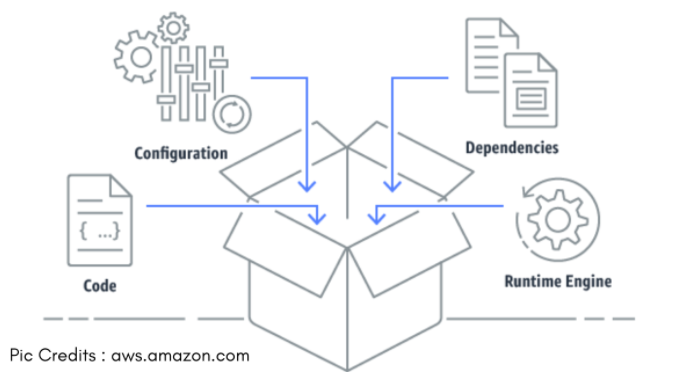 Configuration
Dependencies
{ ...}
Code
Runtime Engine
Pic Credits : aws.amazon.com